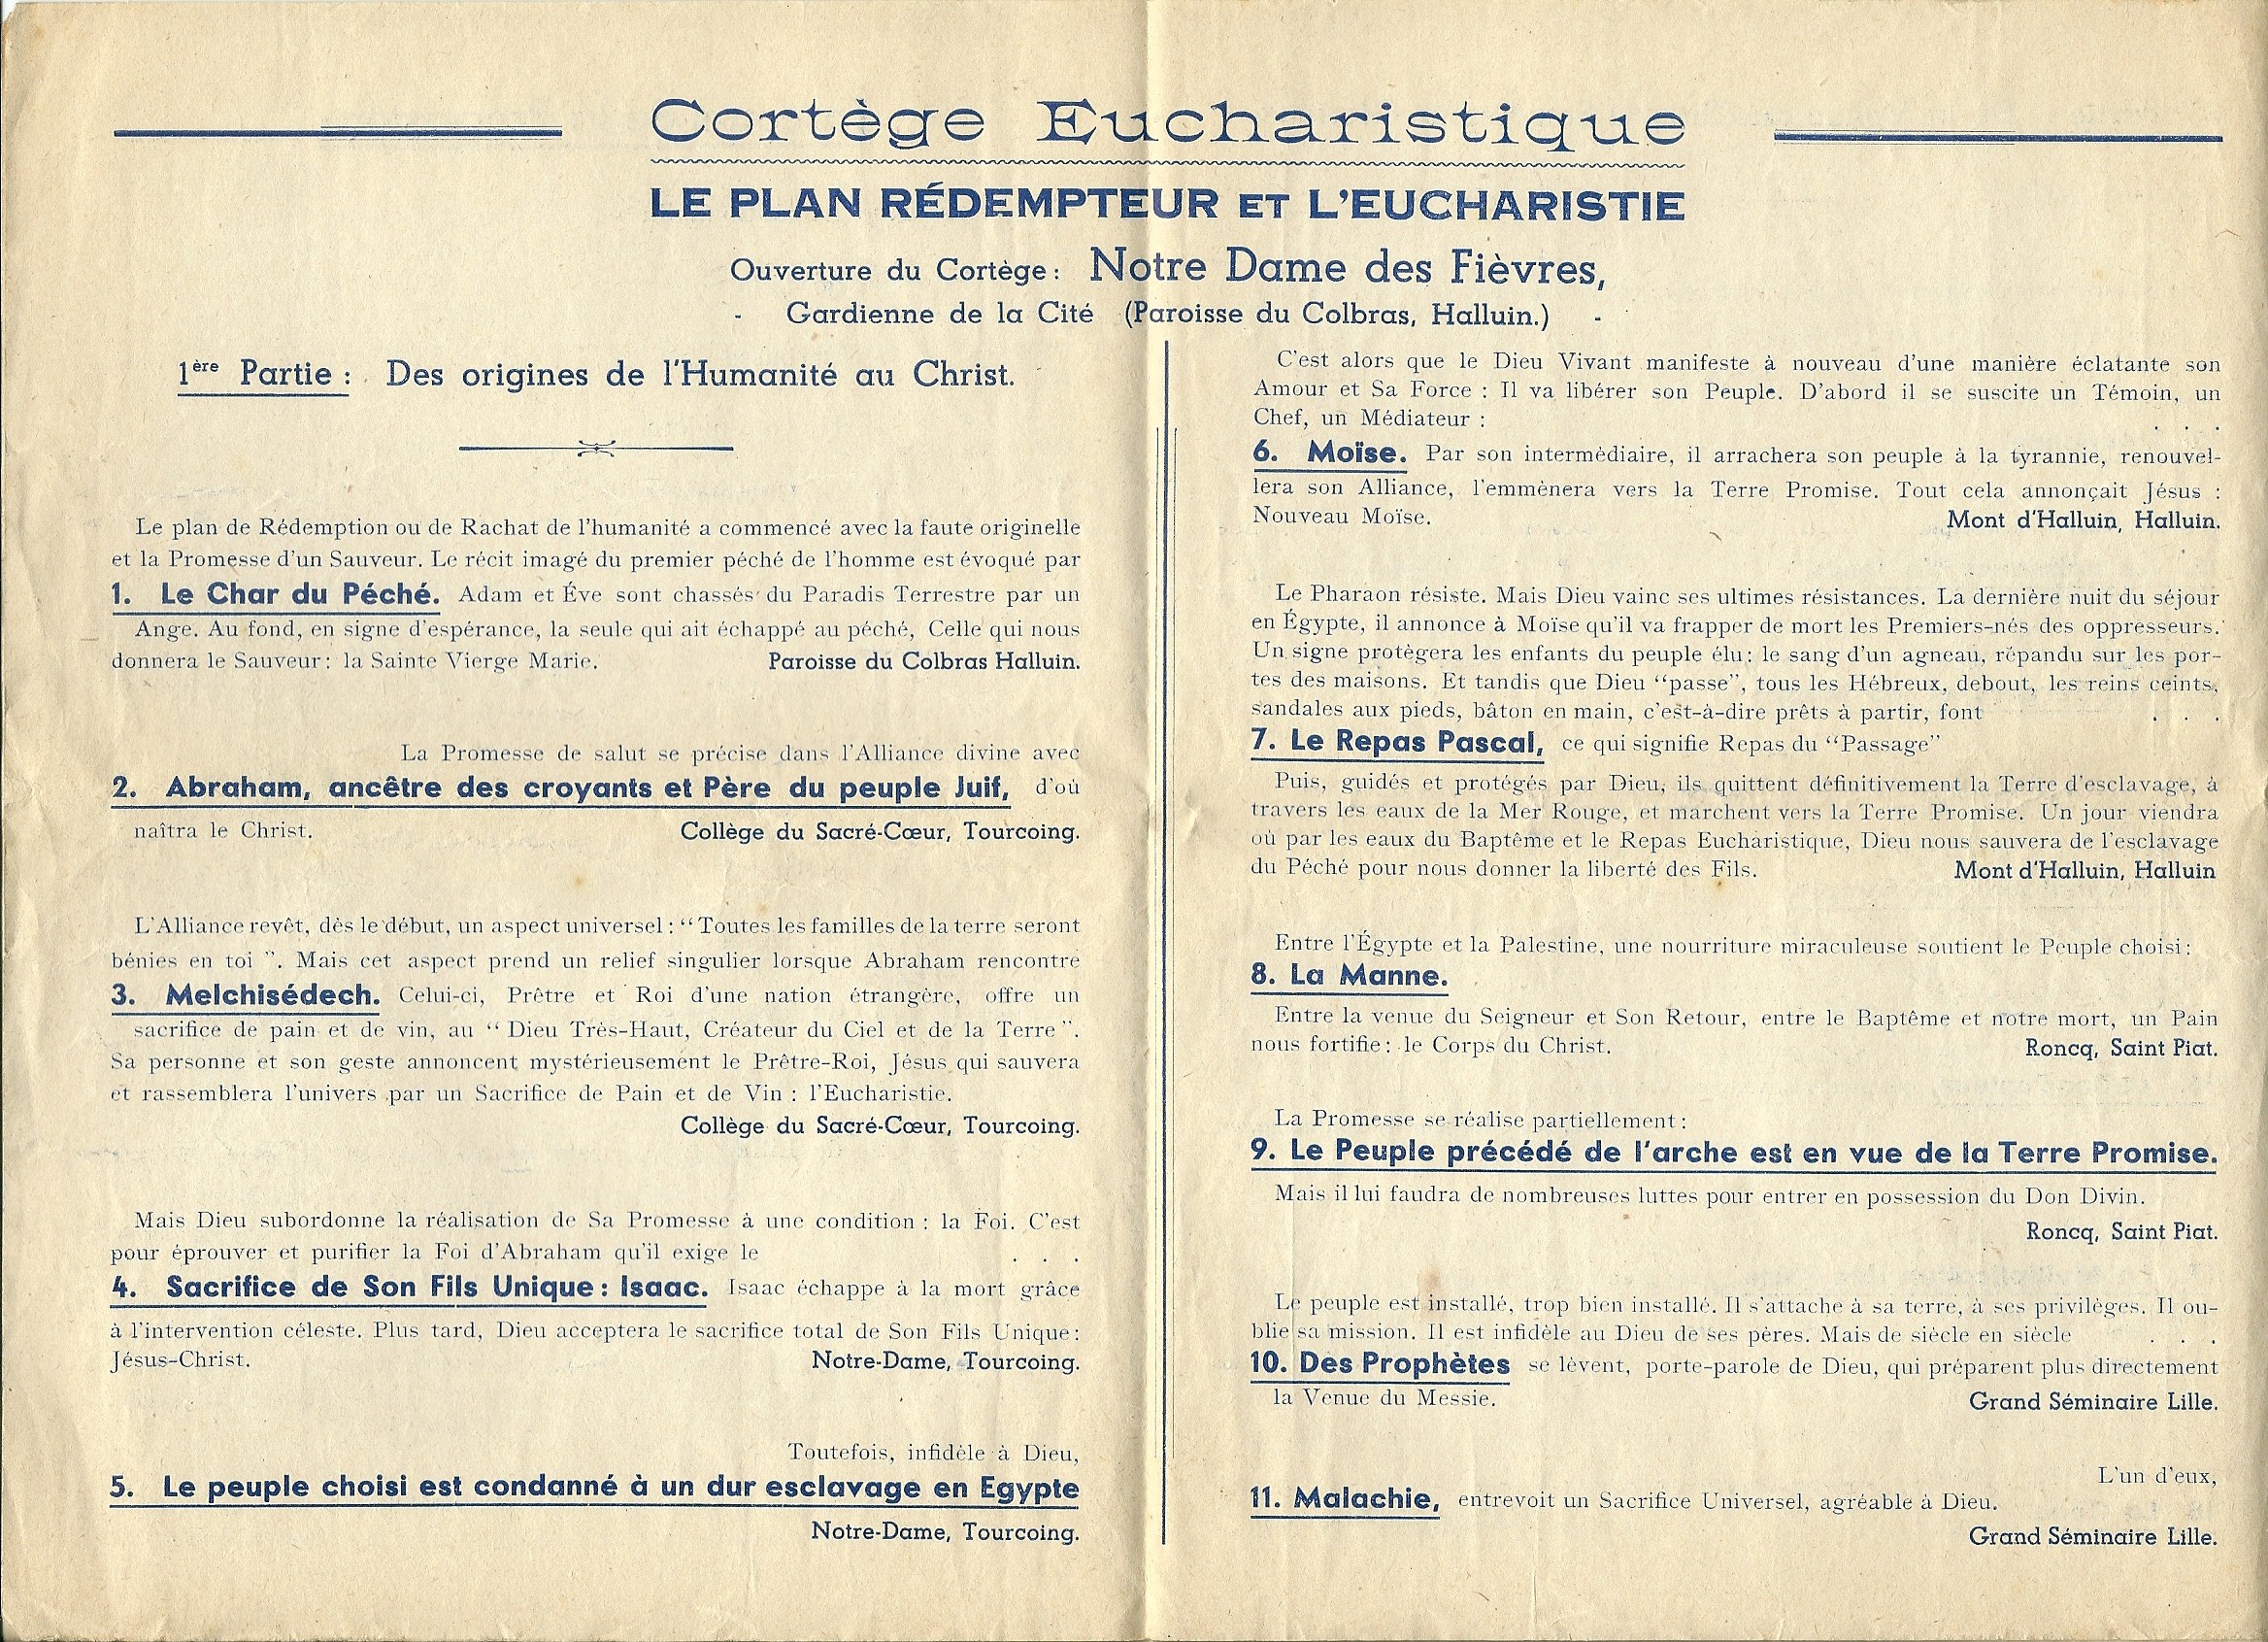 Cortège Eucharistique
LE PLAN RÉDEMPTEUR ET L'EUCHARISTIE
Ouverture du Cortège : Notre Dame des Fièvres,
- Gardienne de la Cité (Paroisse du Colbras, Halluin.) -
1ère Partie : Des origines de l'Humanité au Christ.
Le plan de Rédemption ou de Rachat de l'humanité a commencé avec la faute originelle
et la Promesse d'un Sauveur. Le récit imagé du premier péché de l'homme est évoqué par
1. Le Char du Péché. Adam et Éve sont chassés du Paradis Terrestre par un
Ange. Au fond, en signe d'espérance, la seule qui ait échappé au péché, Celle qui nous
donnera le Sauveur : la Sainte Vierge Marie. Paroisse du Colbras Halluin.
La Promesse de salut se précise dans l'Alliance divine avec
2. Abraham, ancêtre des croyants et Père du peuple Juif, d'où
naîtra le Christ. Collège du Sacré-Cœur, Tourcoing.
L'Alliance revêt, dès le début, un aspect universel : “Toutes les familles de la terre seront
bénies en toi ”. Mais cet aspect prend un relief singulier lorsque Abraham rencontre
3. Melchisédech. Celui-ci, Prêtre et Roi d'une nation étrangère, offre un
sacrifice de pain et de vin, au “ Dieu Très-Haut, Créateur du Ciel et de la Terre ”.
Sa personne et son geste annoncent mystérieusement le Prêtre-Roi, Jésus qui sauvera
et rassemblera l'univers par un Sacrifice de Pain et de Vin : l'Eucharistie.
Collège du Sacré-Cœur, Tourcoing.
Mais Dieu subordonne la réalisation de Sa Promesse à une condition : la Foi. C'est
pour éprouver et purifier la Foi d'Abraham qu'il exige le . . .
4. Sacrifice de Son Fils Unique : Isaac. Isaac échappe à la mort grâce
à l'intervention céleste. Plus tard, Dieu acceptera le sacrifice total de Son Fils Unique :
Jésus-Christ. Notre-Dame, Tourcoing.
Toutefois, infidèle à Dieu,
5. Le peuple choisi est condanné à un dur esclavage en Egypte
Notre-Dame, Tourcoing.
C'est alors que le Dieu Vivant manifeste à nouveau d'une manière éclatante son
Amour et Sa Force : Il va libérer son Peuple. D'abord il se suscite un Témoin, un
Chef, un Médiateur : . . .
6. Moïse. Par son intermédiaire, il arrachera son peuple à la tyrannie, renouvel-
lera son Alliance, l'emmènera vers la Terre Promise. Tout cela annonçait Jésus :
Nouveau Moïse. Mont d'Halluin, Halluin.
Le Pharaon résiste. Mais Dieu vainc ses ultimes résistances. La dernière nuit du séjour
en Égypte, il annonce à Moïse qu'il va frapper de mort les Premiers-nés des oppresseurs.
Un signe protègera les enfants du peuple élu : le sang d'un agneau, répandu sur les por-
tes des maisons. Et tandis que Dieu “passe”, tous les Hébreux, debout, les reins ceints,
sandales aux pieds, bâton en main, c'est-à-dire prêts à partir, font . . .
7. Le Repas Pascal, ce qui signifie Repas du “Passage”
Puis, guidés et protégés par Dieu, ils quittent définitivement la Terre d'esclavage, à
travers les eaux de la Mer Rouge, et marchent vers la Terre Promise. Un jour viendra
où par les eaux du Baptême et le Repas Eucharistique, Dieu nous sauvera de l'esclavage
du Péché pour nous donner la liberté des Fils. Mont d'Halluin, Halluin
Entre l'Égypte et la Palestine, une nourriture miraculeuse soutient le Peuple choisi :
8. La Manne.
Entre la venue du Seigneur et Son Retour, entre le Baptême et notre mort, un Pain
nous fortifie : le Corps du Christ. Roncq, Saint Piat.
La Promesse se réalise partiellement :
9. Le Peuple précédé de l'arche est en vue de la Terre Promise.
Mais il lui faudra de nombreuses luttes pour entrer en possession du Don Divin.
Roncq, Saint Piat.
Le peuple est installé, trop bien installé. Il s'attache à sa terre, à ses privilèges. Il ou-
blie sa mission. Il est infidèle au Dieu de ses pères. Mais de siècle en siècle . . .
10. Des Prophètes se lèvent, porte-parole de Dieu, qui préparent plus directement
la Venue du Messie. Grand Séminaire Lille.
L'un d'eux,
11. Malachie, entrevoit un Sacrifice Universel, agréable à Dieu.
Grand Séminaire Lille.